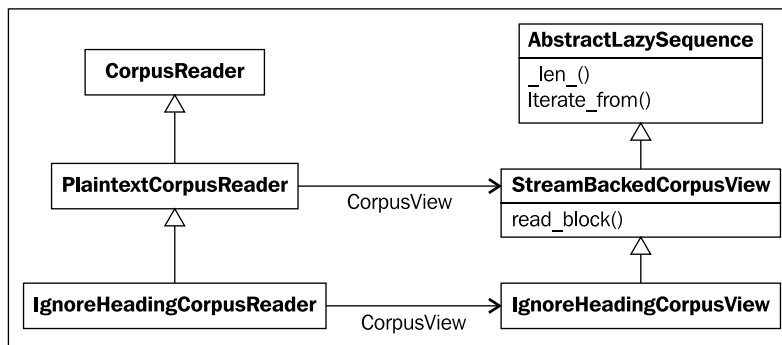 AbstractLazySequence
_len_()
Iterate_from()
CorpusReader
PlaintextCorpusReader
CorpusView
StreamBackedCorpusView
read_block()
IgnoreHeadingCorpusReader
CorpusView
IgnoreHeadingCorpusView